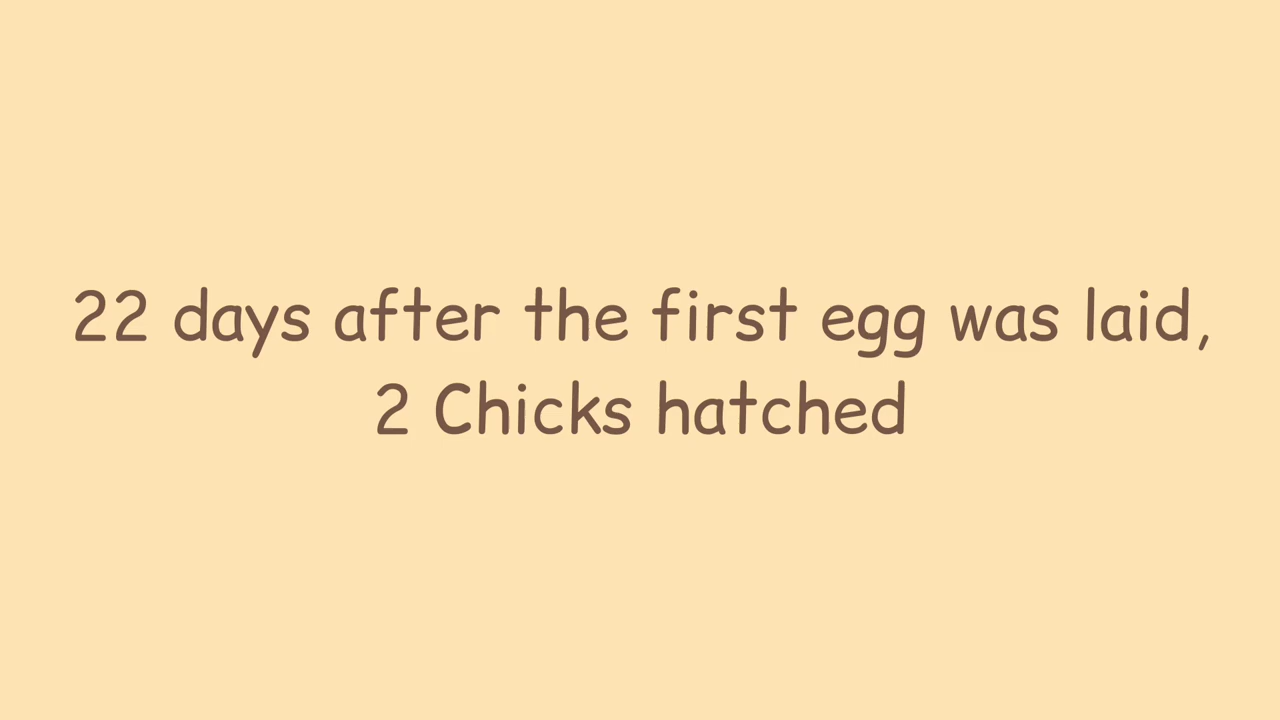 22 days after the first egg was laid,
2 Chicks hatched